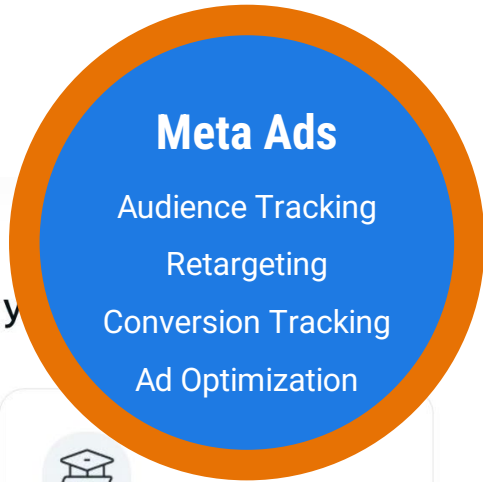 Meta Ads
Audience Tracking
Retargeting
y
Conversion Tracking
Ad Optimization